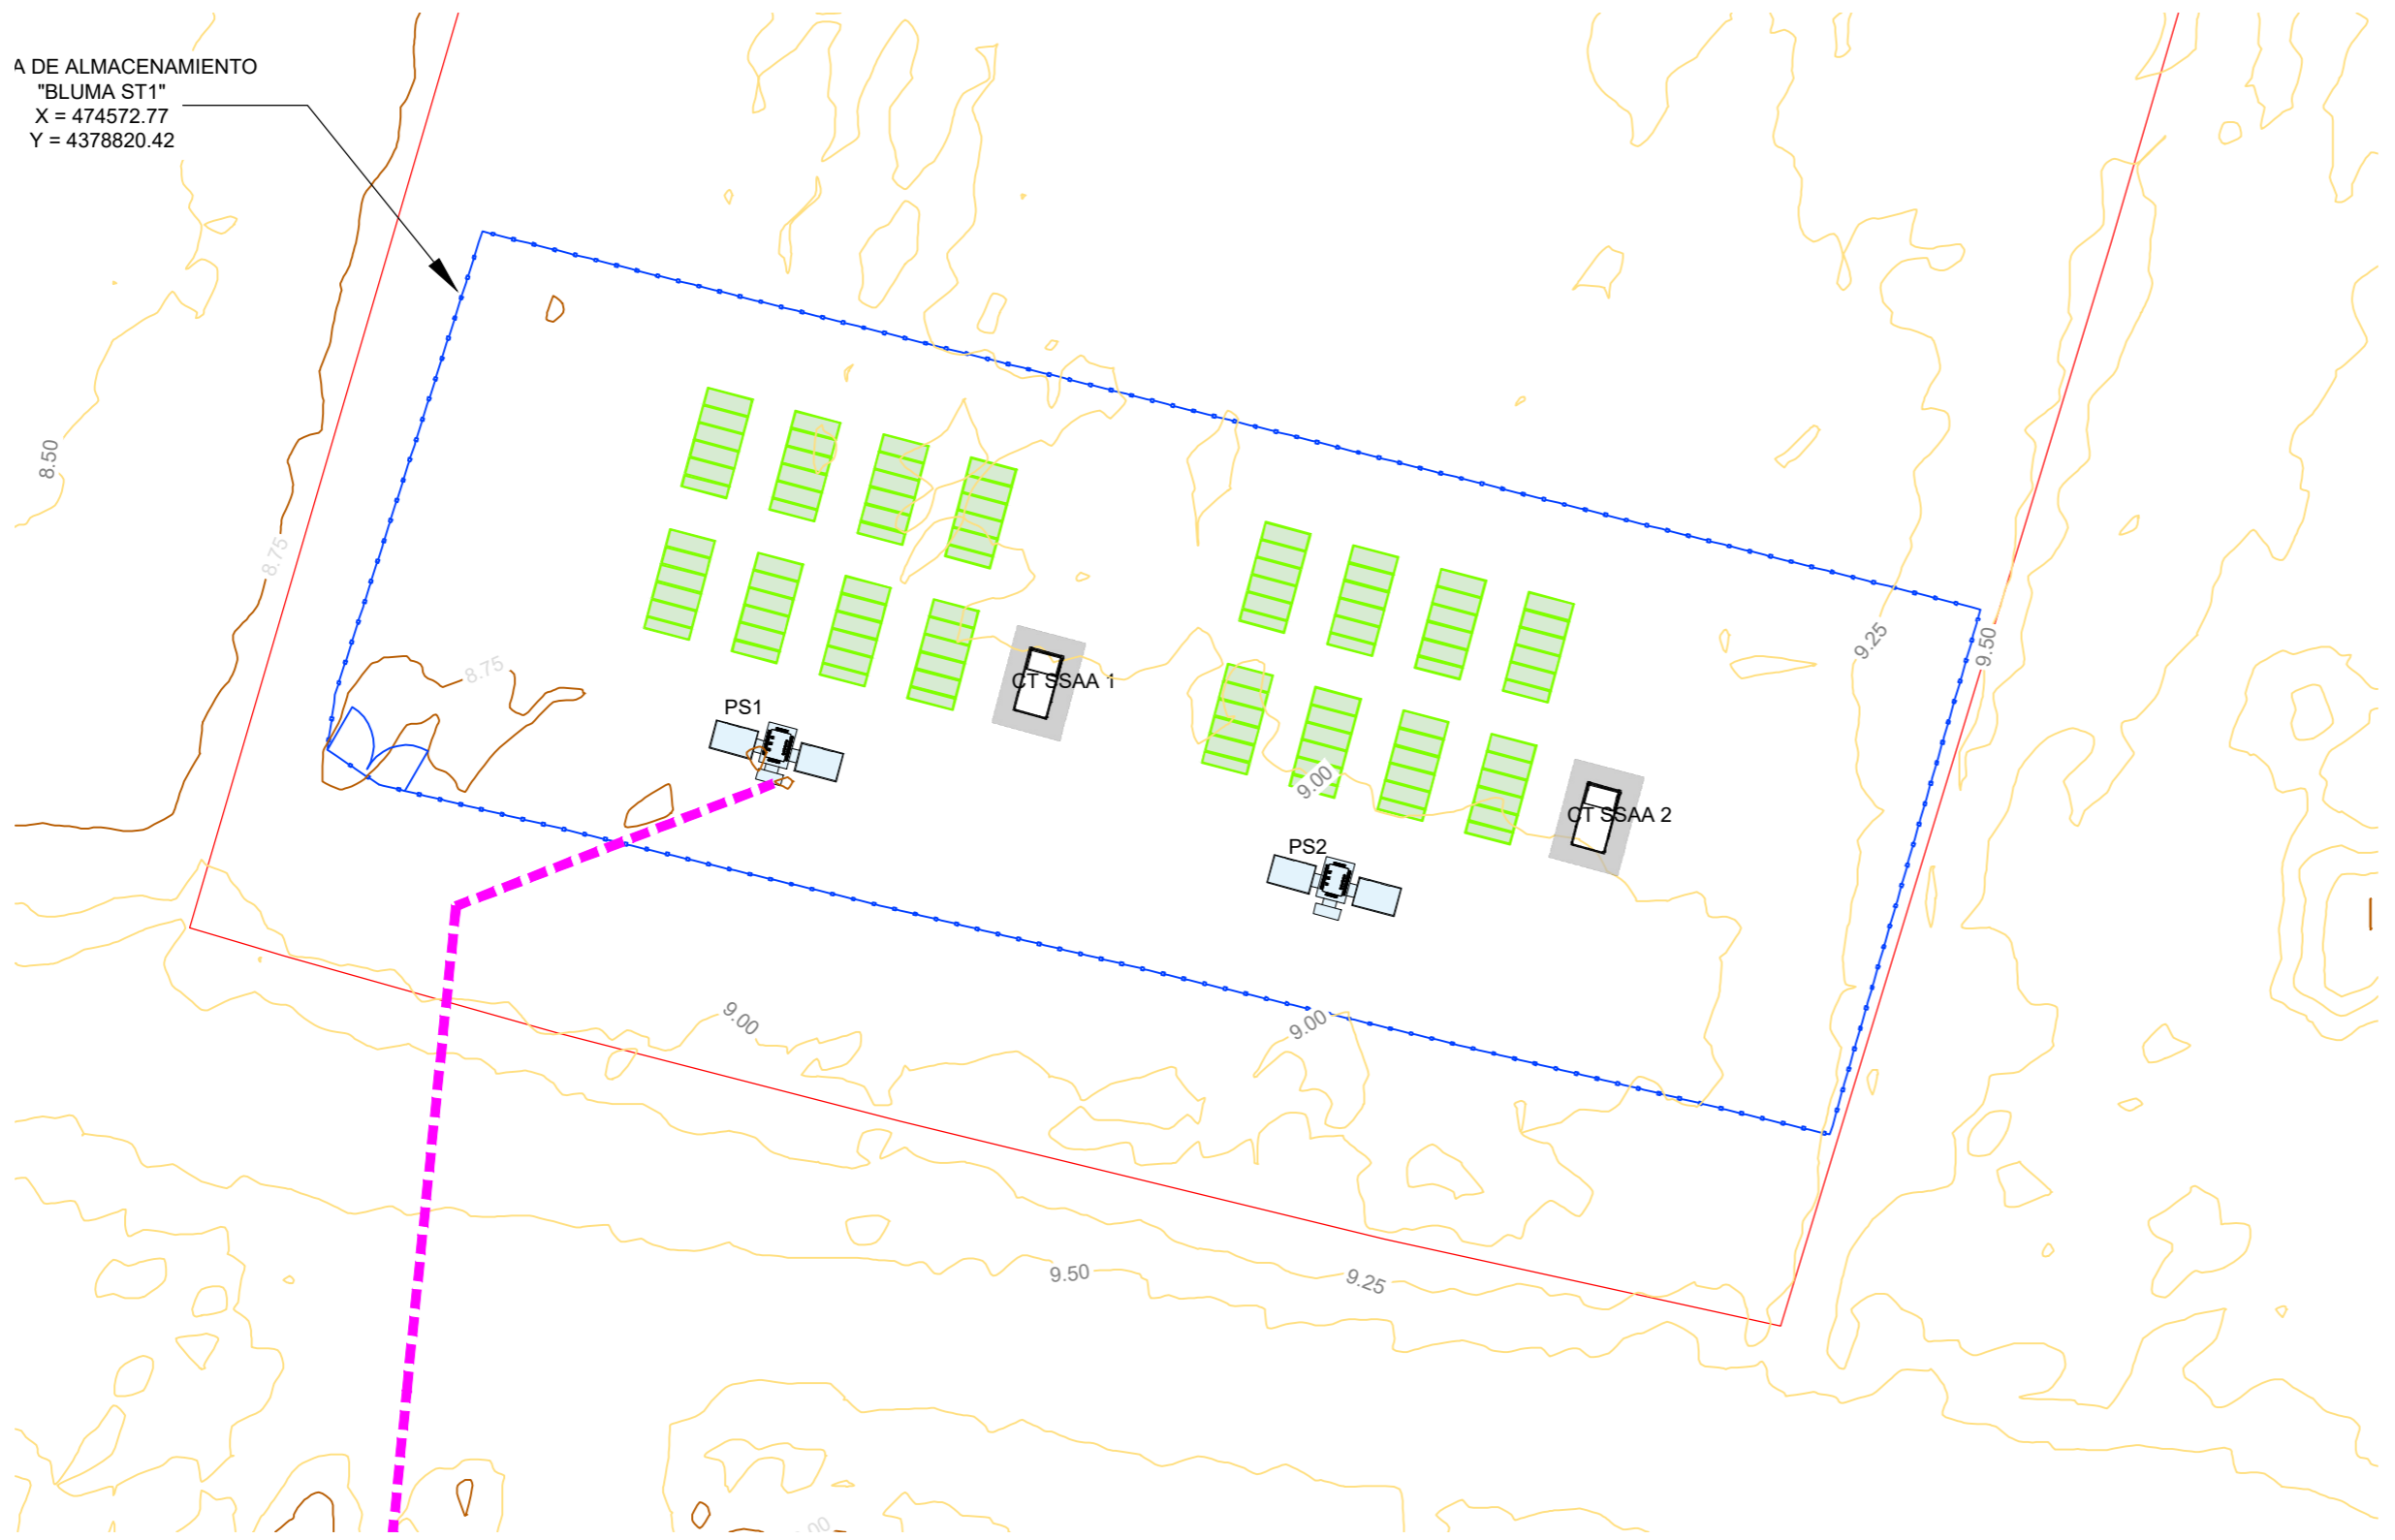 A DE ALMACENAMIENTO
"BLUMA ST1"
X = 474572.77
Y = 4378820.42
8.50
8.75
8.75
CT SSAA 1
PS1
9.25
9.50
9.00
CT SSAA 2
PS2
9.00
9.00
9.50
9.25